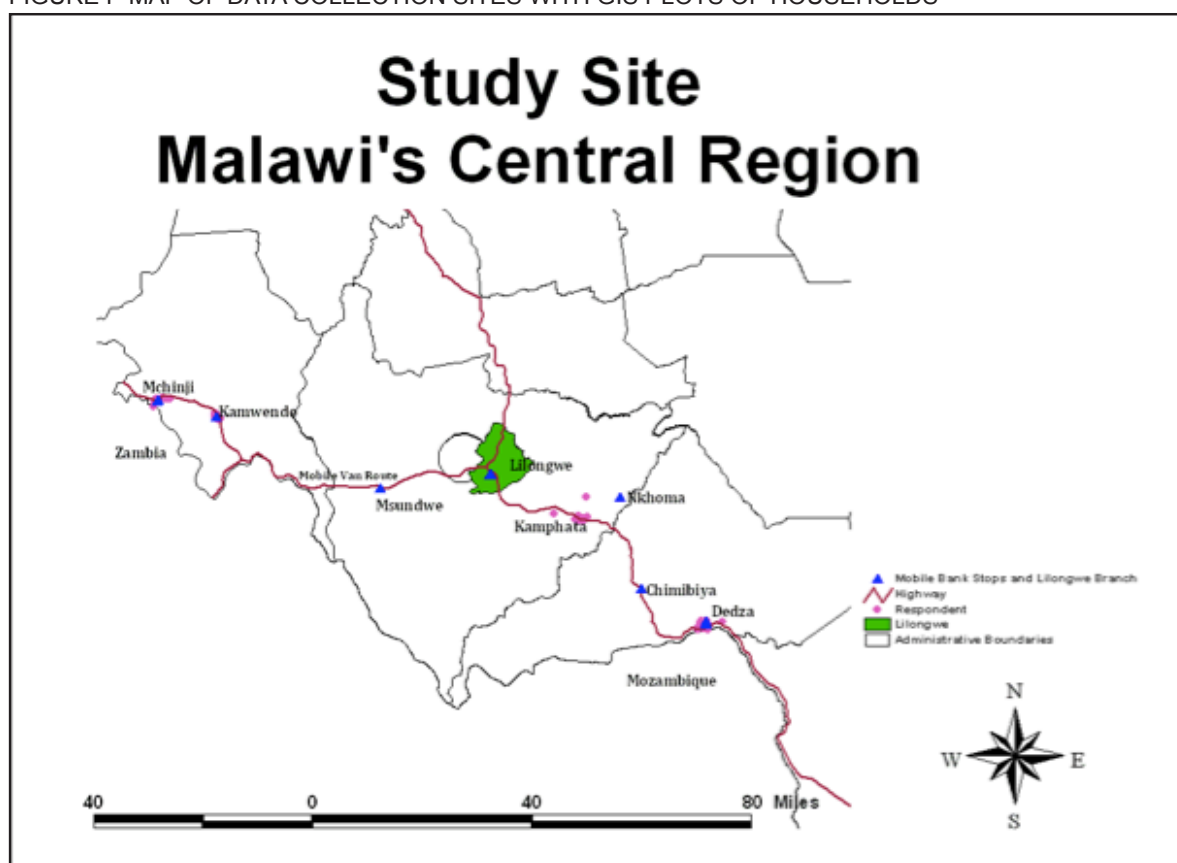 Study Site
Malawi's Central Region
Mchinji
Kamwendo
Zambia
Mobile Van Route
Lilongwe
Msundwe
Nkhoma
Kamphata
Chimibiya
Dedza
Mozambique
Mobile Bank Stops and Lilongwe Branch
Highway
Respondent
Lilongwe
Administrative Boundaries
N
W E
S
40 0 40 80 Miles